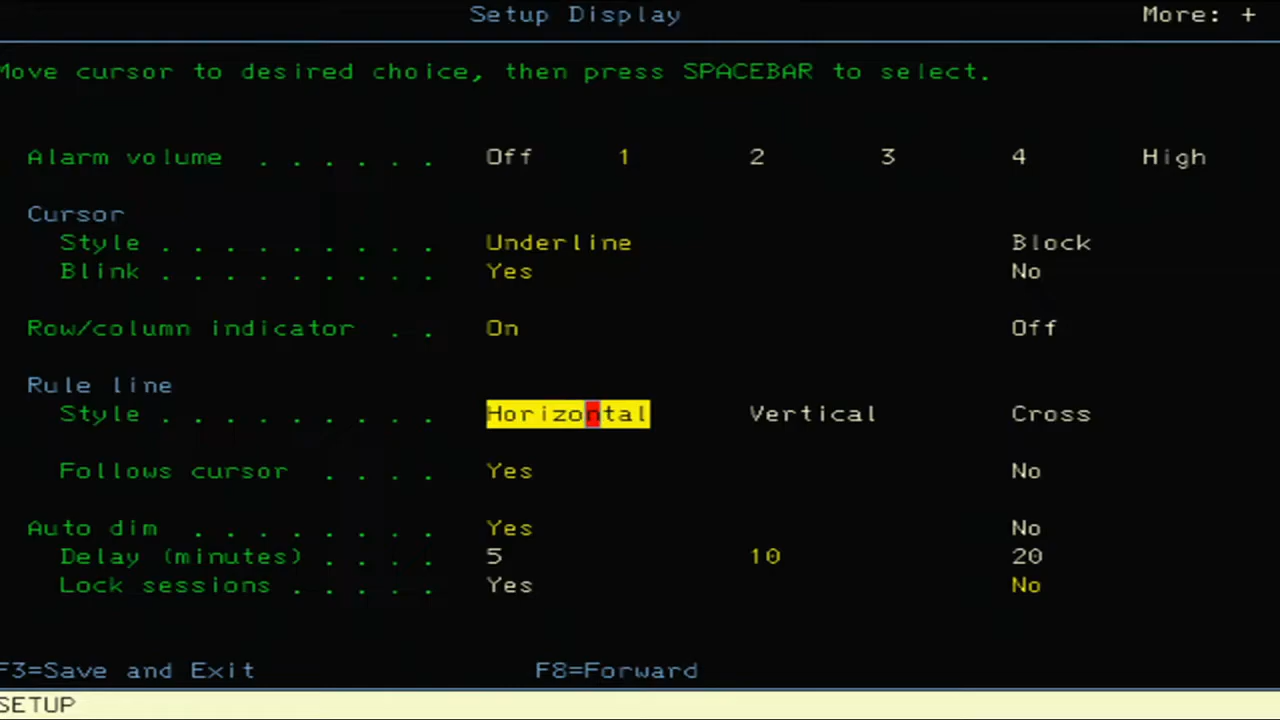 Setup Display More: +
Move cursor to desired choice, then press SPACEBAR to select.
Alarm volume . . . . . . Off 1 2 3 4 High
Cursor
Style . . . . . . . . . Underline Block
Blink . . . . . . . . . Yes No
Row/column indicator . . On Off
Rule line
Style . . . . . . . . . Horizontal Vertical Cross
Follows cursor . . . . Yes No
Auto dim . . . . . . . . Yes No
Delay (minutes) . . . . 5 10 20
Lock sessions . . . . . Yes No
F3=Save and Exit F8=Forward
SETUP